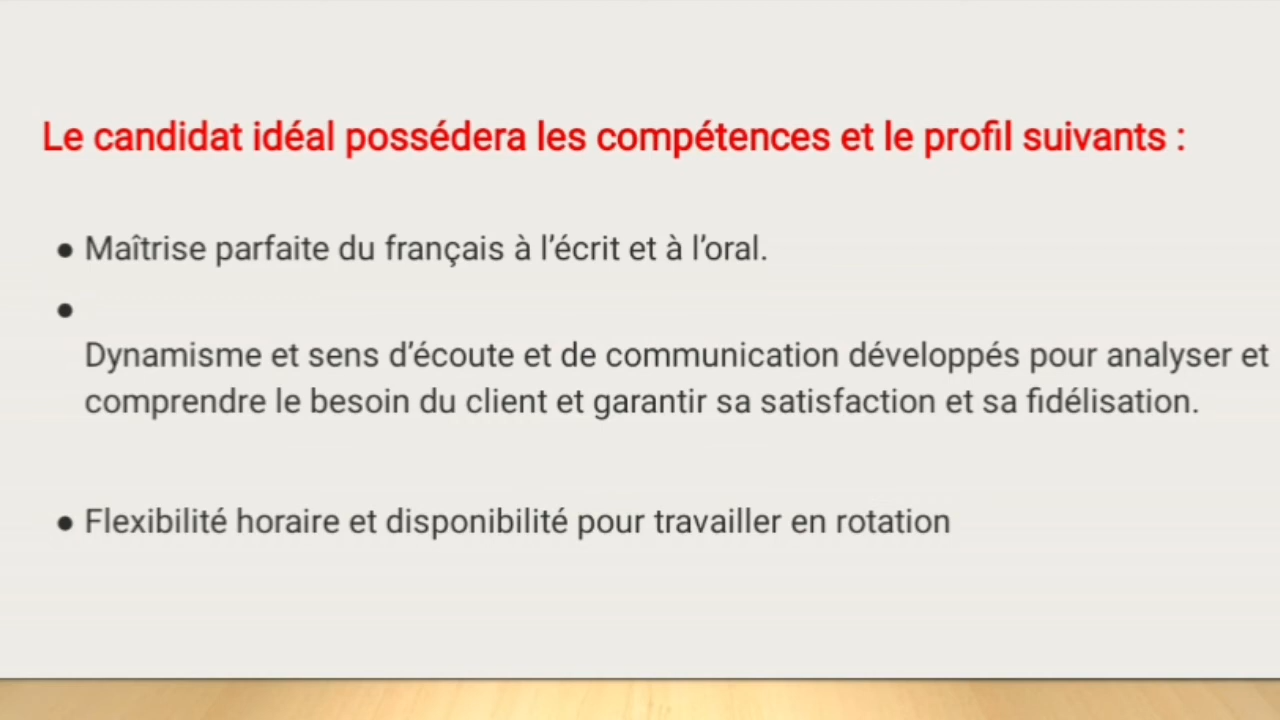 Le candidat idéal possédera les compétences et le profil suivants :
● Maîtrise parfaite du français à l’écrit et à l’oral.
●
Dynamisme et sens d’écoute et de communication développés pour analyser et
comprendre le besoin du client et garantir sa satisfaction et sa fidélisation.
● Flexibilité horaire et disponibilité pour travailler en rotation